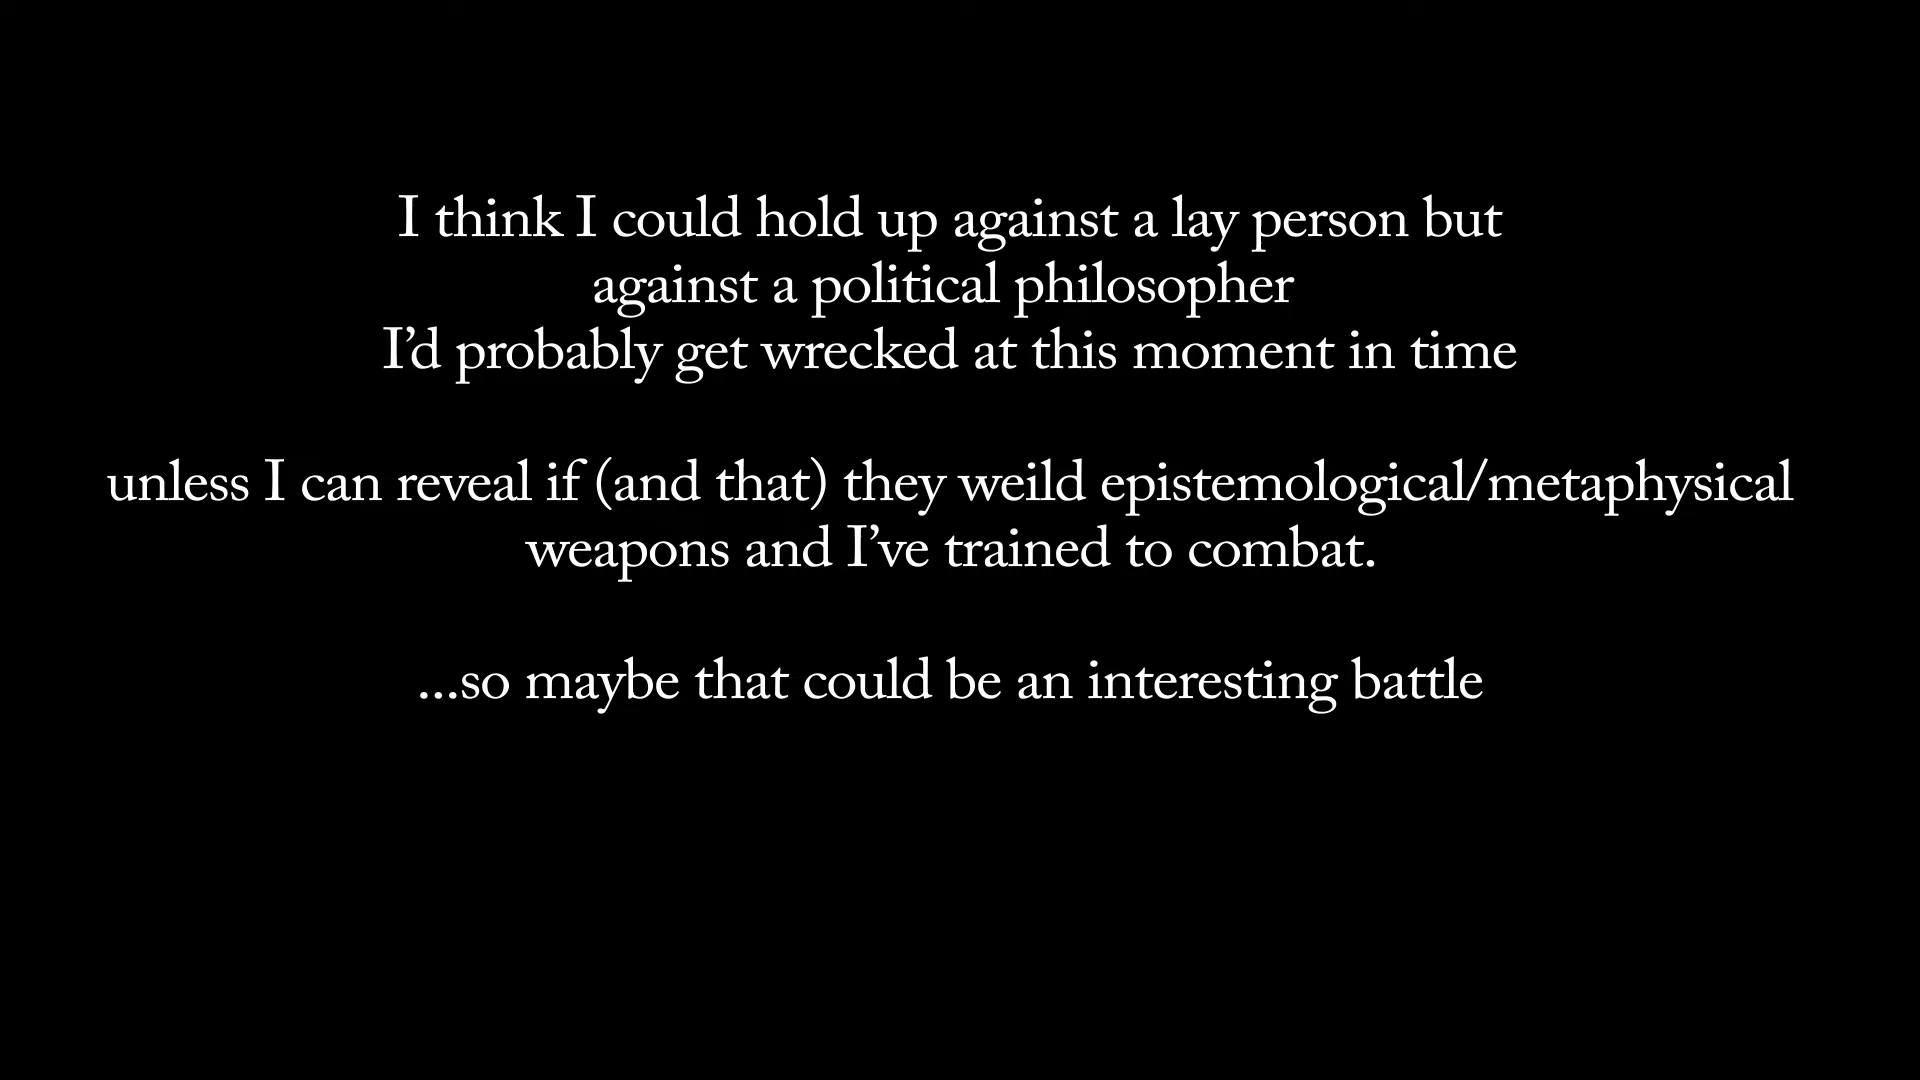 I think I could hold up against a lay person but
against a political philosopher
I’d probably get wrecked at this moment in time
unless I can reveal if (and that) they weild epistemological/metaphysical
weapons and I’ve trained to combat.
...so maybe that could be an interesting battle